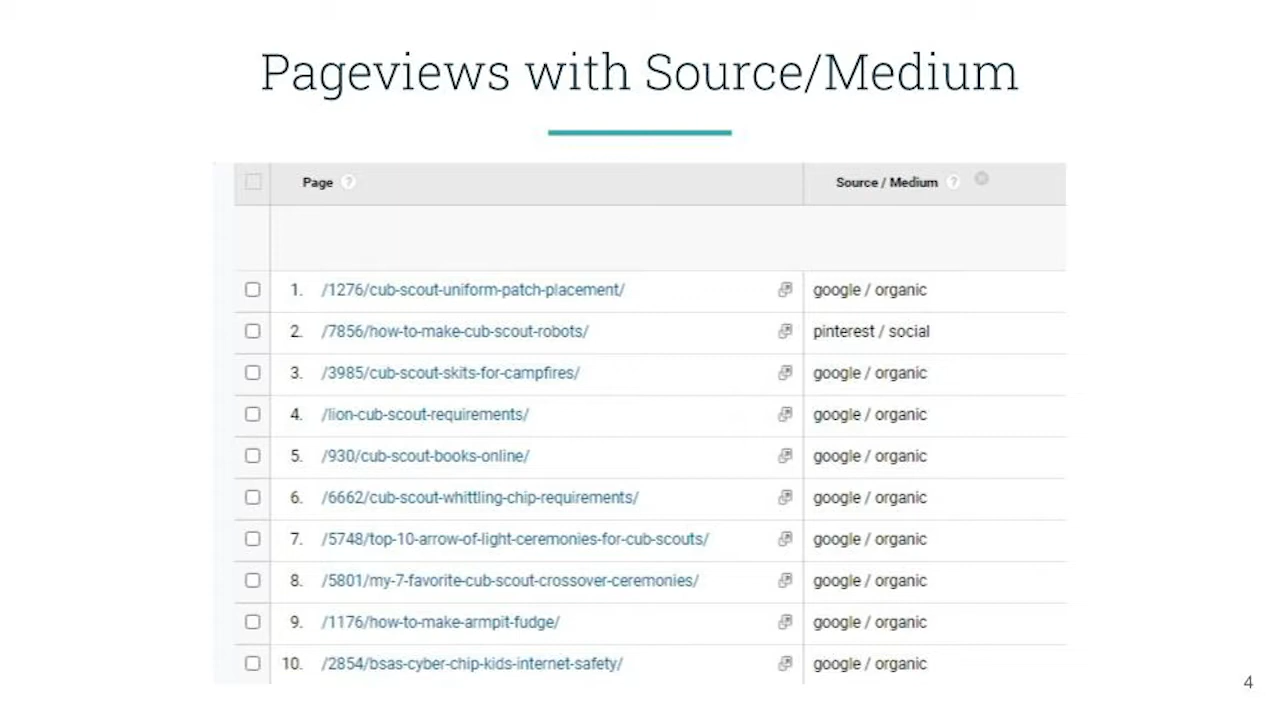 Pageviews with Source/Medium
Page ? Source / Medium ?
1. /1276/cub-scout-uniform-patch-placement/ google / organic
2. /7856/how-to-make-cub-scout-robots/ pinterest / social
3. /3985/cub-scout-skits-for-campfires/ google / organic
4. /lion-cub-scout-requirements/ google / organic
5. /930/cub-scout-books-online/ google / organic
6. /6662/cub-scout-whittling-chip-requirements/ google / organic
7. /5748/top-10-arrow-of-light-ceremonies-for-cub-scouts/ google / organic
8. /5801/my-7-favorite-cub-scout-crossover-ceremonies/ google / organic
9. /1176/how-to-make-armpit-fudge/ google / organic
10. /2854/bsas-cyber-chip-kids-internet-safety/ google / organic
4